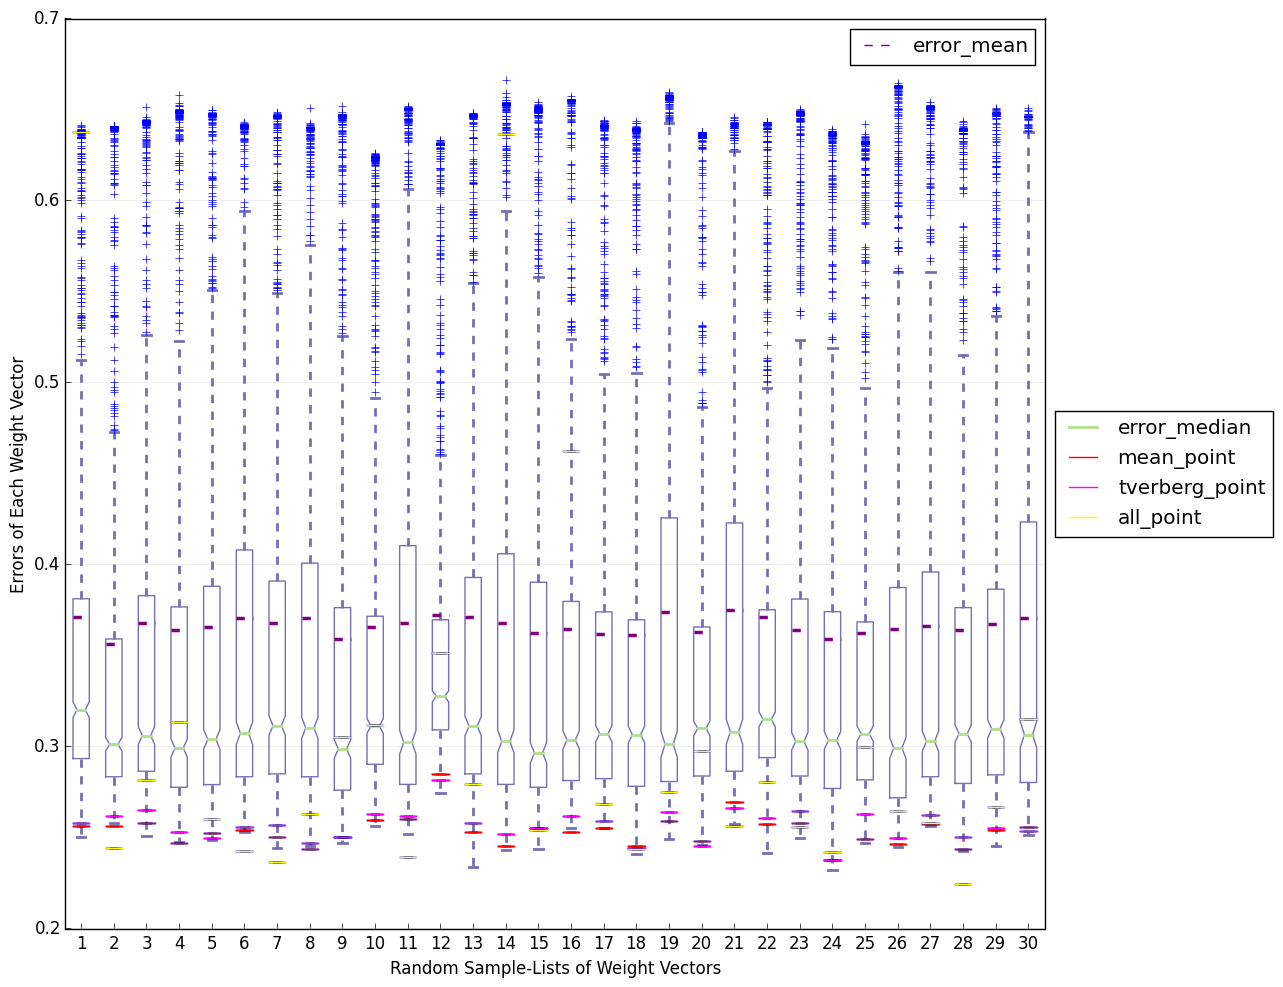 0.7
0.6
0.5
0.4
0.3
0.2
Errors of Each Weight Vector
error_mean
error_median
mean_point
tverberg_point
all_point
1 2 3 4 5 6 7 8 9 10 11 12 13 14 15 16 17 18 19 20 21 22 23 24 25 26 27 28 29 30
Random Sample-Lists of Weight Vectors